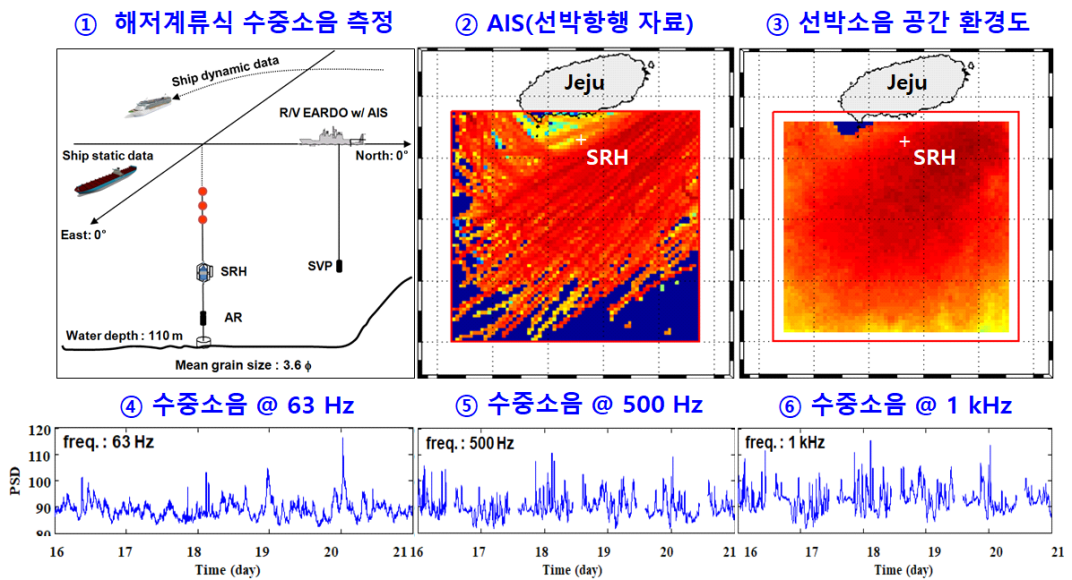 ① 해저계류식 수중소음 측정
② AIS(선박항행 자료)
③ 선박소음 공간 환경도
Ship dynamic data
R/V EARDO w/ AIS
Ship static data
North: 0°
East: 0°
SRH
SVP
AR
Water depth : 110 m
Mean grain size : 3.6 ϕ
Jeju
SRH
Jeju
SRH
④ 수중소음 @ 63 Hz
⑤ 수중소음 @ 500 Hz
⑥ 수중소음 @ 1 kHz
120
110
100
90
80
PSD
freq. : 63 Hz
16 17 18 19 20 21
Time (day)
freq. : 500 Hz
17 18 19 20 21
Time (day)
freq. : 1 kHz
16 17 18 19 20 21
Time (day)